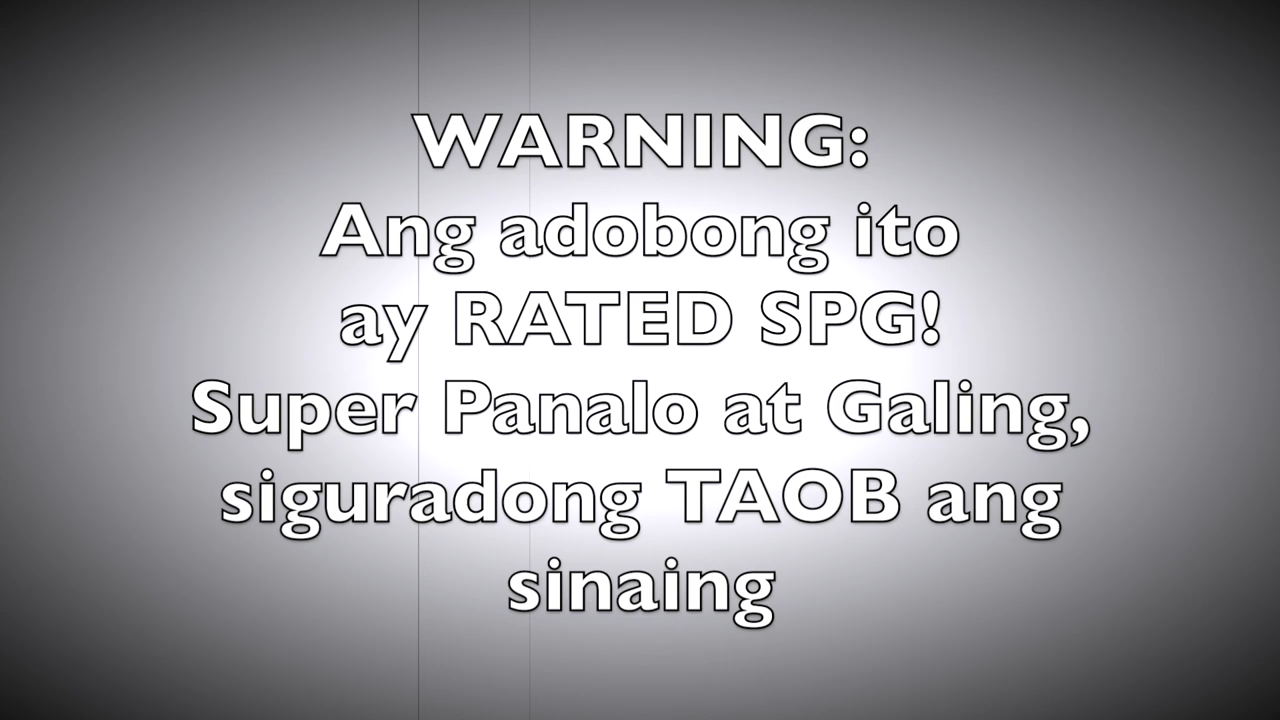 WARNING:
Ang adobong ito
ay RATED SPG!
Super Panalo at Galing,
siguradong TAOB ang
sinaing